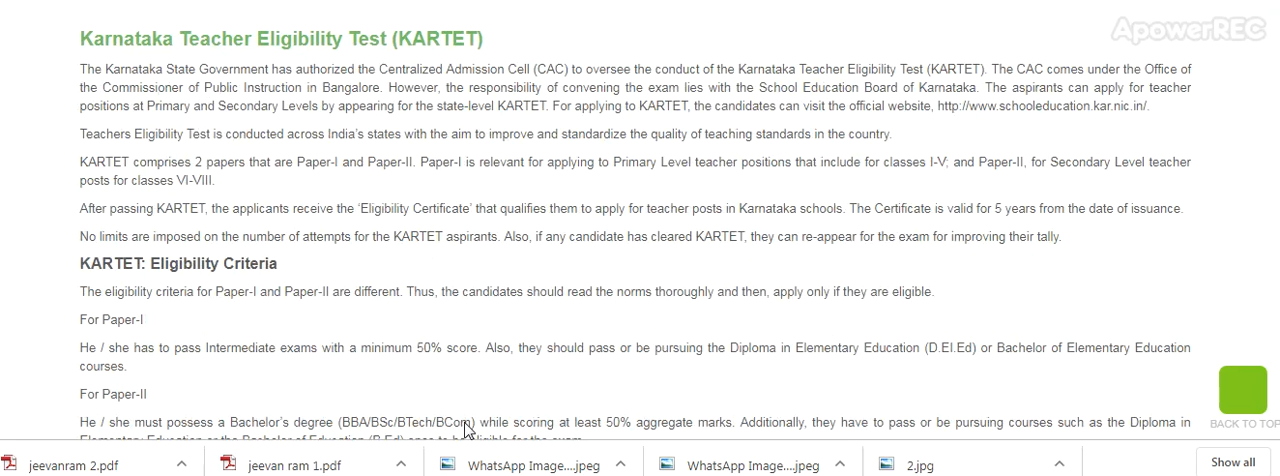 ApowerREC
Karnataka Teacher Eligibility Test (KARTET)
The Karnataka State Government has authorized the Centralized Admission Cell (CAC) to oversee the conduct of the Karnataka Teacher Eligibility Test (KARTET). The CAC comes under the Office of
the Commissioner of Public Instruction in Bangalore. However, the responsibility of convening the exam lies with the School Education Board of Karnataka. The aspirants can apply for teacher
positions at Primary and Secondary Levels by appearing for the state-level KARTET. For applying to KARTET, the candidates can visit the official website, http://www.schooleducation.kar.nic.in/.
Teachers Eligibility Test is conducted across India's states with the aim to improve and standardize the quality of teaching standards in the country.
KARTET comprises 2 papers that are Paper-I and Paper-II. Paper-I is relevant for applying to Primary Level teacher positions that include for classes I-V; and Paper-II, for Secondary Level teacher
posts for classes VI-VIII.
After passing KARTET, the applicants receive the 'Eligibility Certificate' that qualifies them to apply for teacher posts in Karnataka schools. The Certificate is valid for 5 years from the date of issuance.
No limits are imposed on the number of attempts for the KARTET aspirants. Also, if any candidate has cleared KARTET, they can re-appear for the exam for improving their tally.
KARTET: Eligibility Criteria
The eligibility criteria for Paper-I and Paper-II are different. Thus, the candidates should read the norms thoroughly and then, apply only if they are eligible.
For Paper-I
He / she has to pass Intermediate exams with a minimum 50% score. Also, they should pass or be pursuing the Diploma in Elementary Education (D.El.Ed) or Bachelor of Elementary Education
courses.
For Paper-II
He / she must possess a Bachelor's degree (BBA/BSc/BTech/BCom) while scoring at least 50% aggregate marks. Additionally, they have to pass or be pursuing courses such as the Diploma in
Elementary Education or the Bachelor of Education (B.Ed) once to be eligible for the exam.
BACK TO TOP
jeevanram 2.pdf
jeevan ram 1.pdf
WhatsApp Image....jpeg
WhatsApp Image....jpeg
2.jpg
Show all